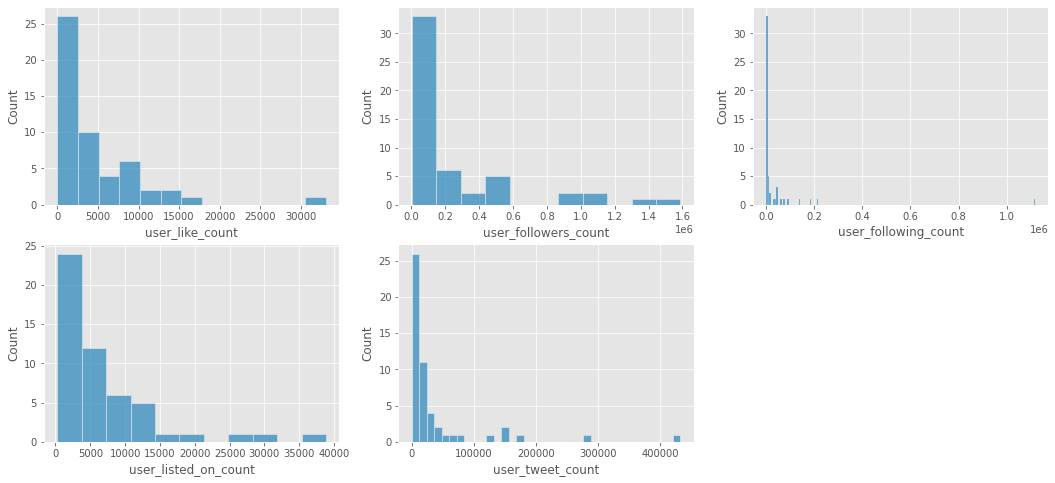 25
20
15
10
5
0
Count
0 5000 10000 15000 20000 25000 30000
user_like_count
30
25
20
15
10
5
0
Count
0.0 0.2 0.4 0.6 0.8 1.0 1.2 1.4 1.6
1e6
user_followers_count
30
25
20
15
10
5
0
Count
0.0 0.2 0.4 0.6 0.8 1.0
1e6
user_following_count
25
20
15
10
5
0
Count
0 5000 10000 15000 20000 25000 30000 35000 40000
user_listed_on_count
25
20
15
10
5
0
Count
0 100000 200000 300000 400000
user_tweet_count